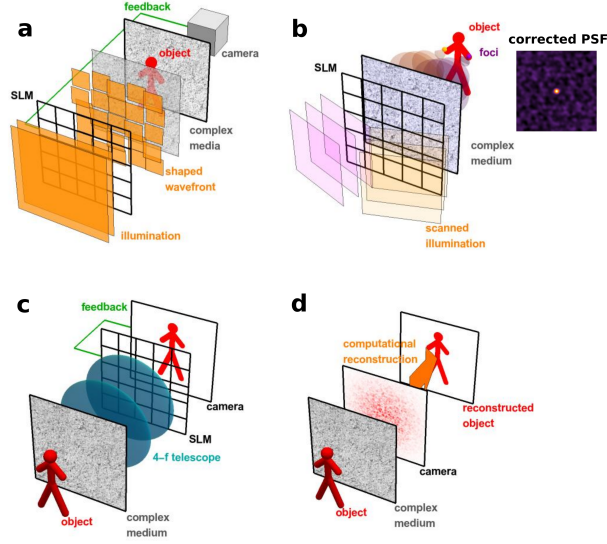 a
feedback
object
camera
SLM
complex
media
shaped
wavefront
illumination
b
object
foci
corrected PSF
SLM
complex
medium
scanned
illumination
c
feedback
camera
SLM
4-f telescope
object
complex
medium
d
computational
reconstruction
reconstructed
object
camera
object
complex
medium